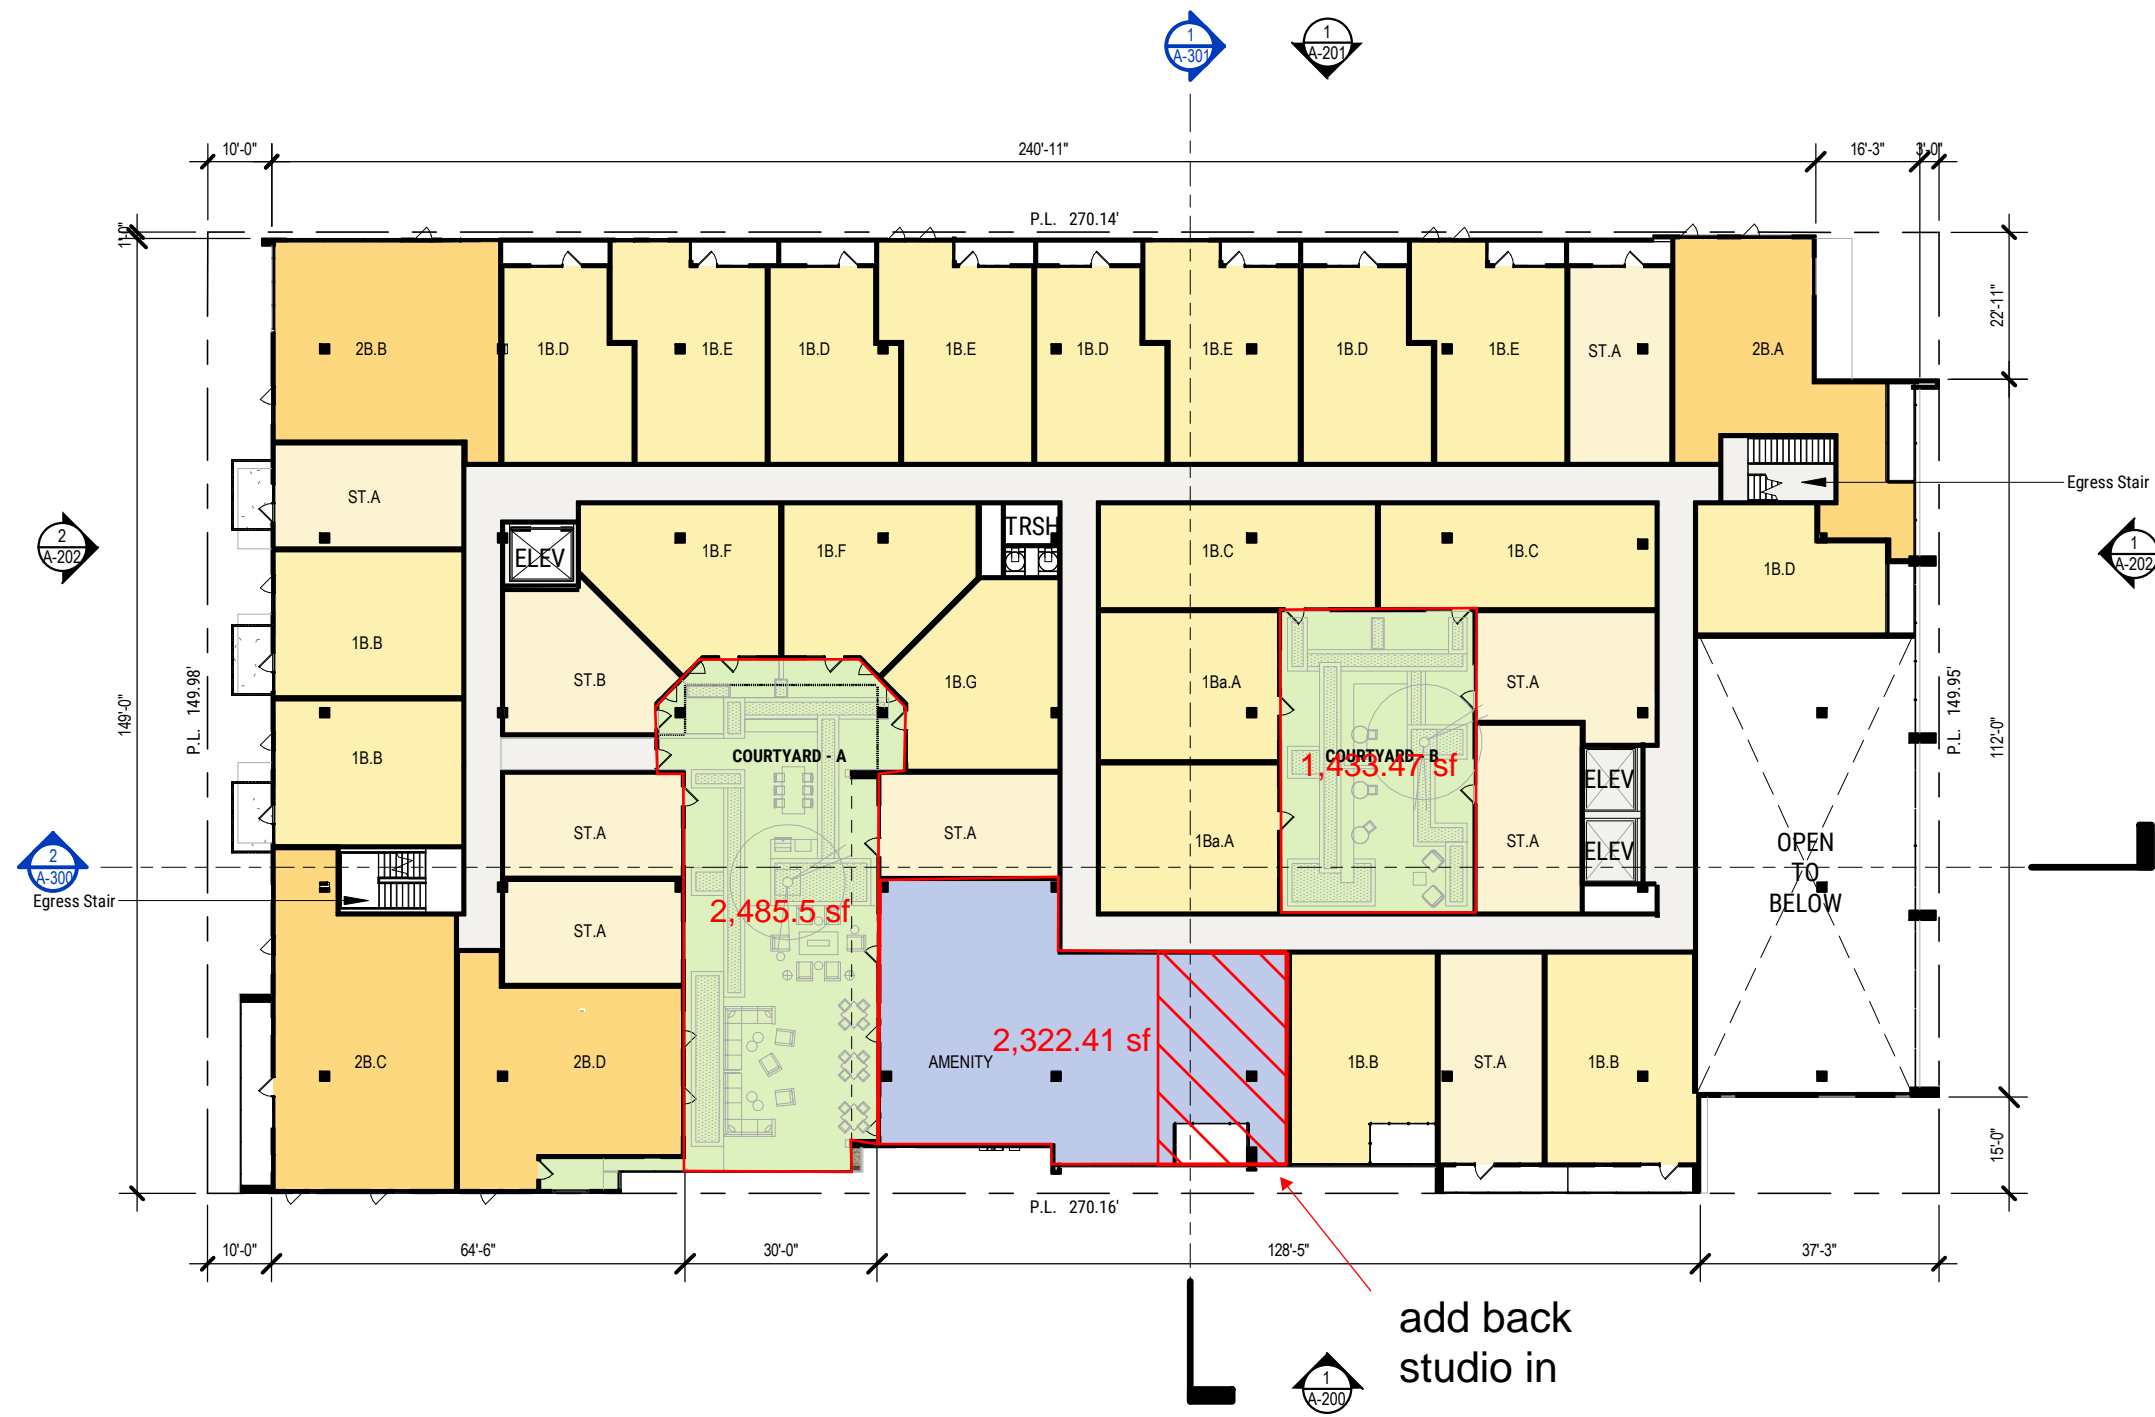 1
A-301
1
A-201
10'-0"
240'-11"
16'-3"
3'-0"
P.L. 270.14'
1'-0"
22'-11"
2B.B
1B.D
1B.E
1B.D
1B.E
1B.D
1B.E
1B.D
1B.E
ST.A
2B.A
Egress Stair
ST.A
TRSH
ELEV
1B.F
1B.F
1B.C
1B.C
1B.D
2
A-202
1
A-202
1B.B
ST.B
1B.G
1Ba.A
ST.A
P.L. 149.98'
149'-0"
P.L. 149.95'
112'-0"
1B.B
COURTYARD - A
COURTYARD - B
1,433.47 sf
ELEV
ST.A
ST.A
1Ba.A
ST.A
ELEV
OPEN
TO
BELOW
2
A-300
Egress Stair
2,485.5 sf
ST.A
2,322.41 sf
2B.C
2B.D
AMENITY
1B.B
ST.A
1B.B
15'-0"
P.L. 270.16'
10'-0"
64'-6"
30'-0"
128'-5"
37'-3"
add back
studio in
1
A-200